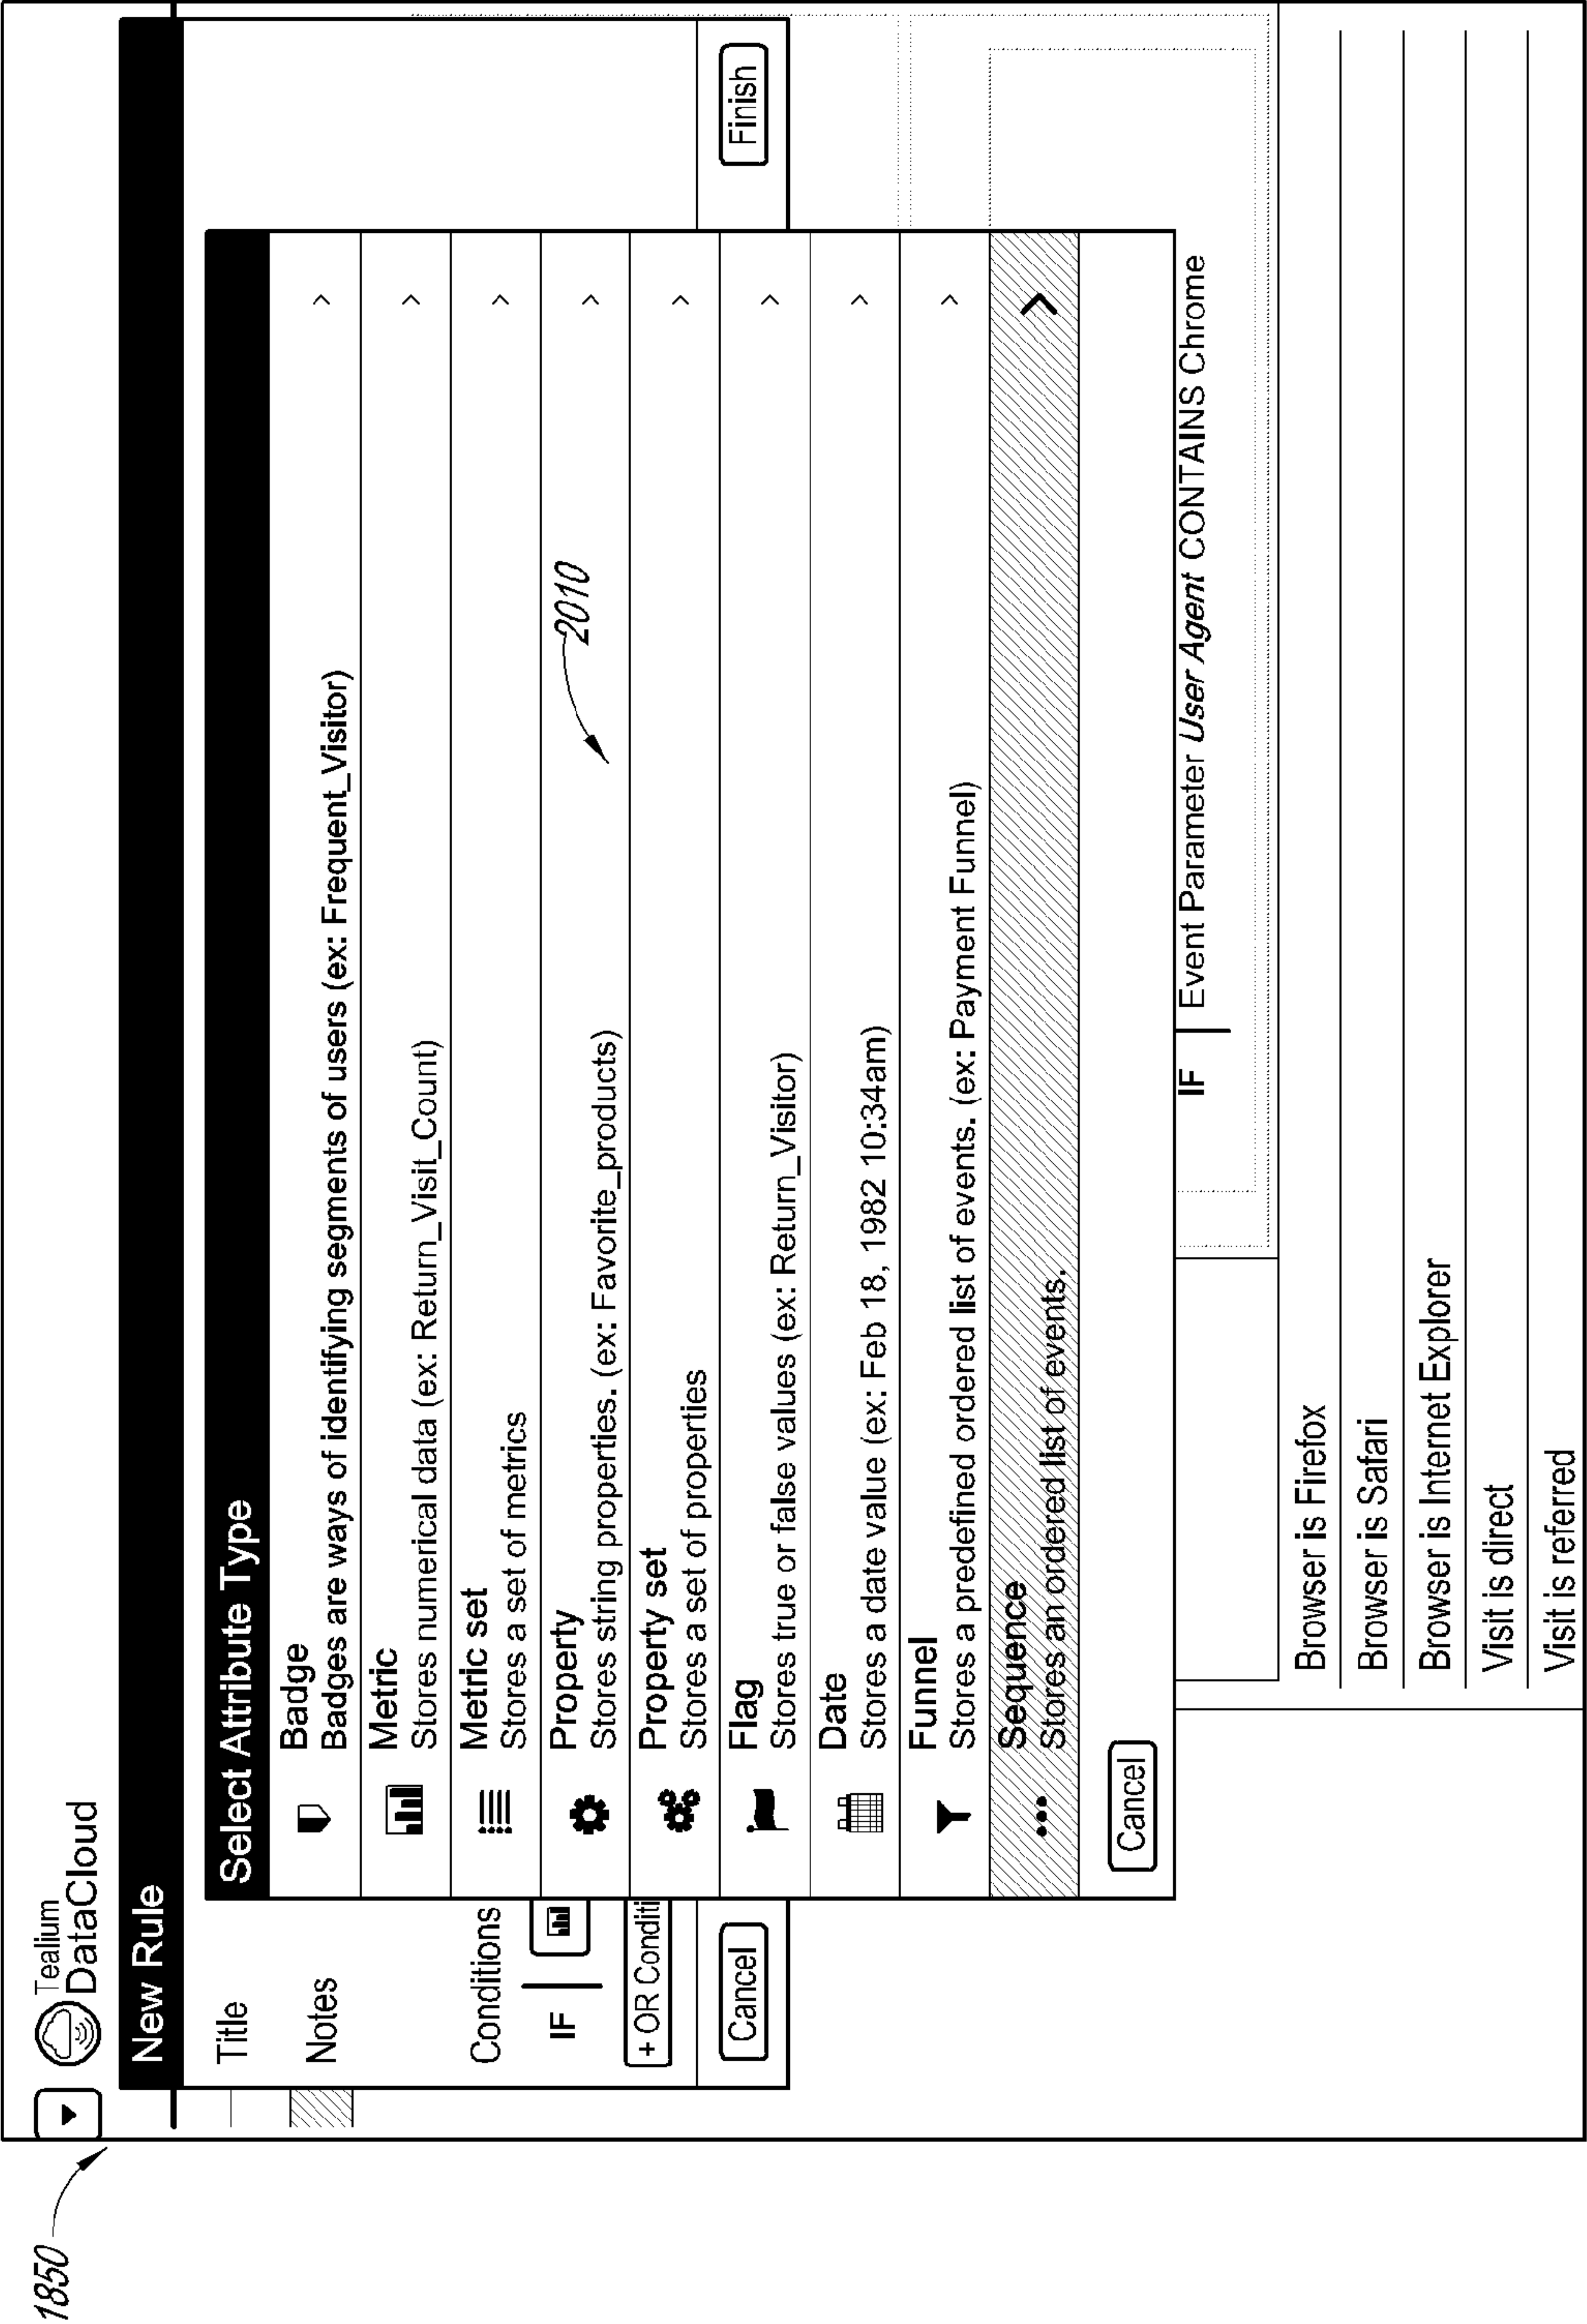 1850
Tealium
DataCloud
New Rule
Title
Notes
Conditions
IF
+ OR Conditi
Cancel
Finish
Select Attribute Type
Badge
Badges are ways of identifying segments of users (ex: Frequent_Visitor)
Metric
Stores numerical data (ex: Return_Visit_Count)
Metric set
Stores a set of metrics
2010
Property
Stores string properties. (ex: Favorite_products)
Property set
Stores a set of properties
Flag
Stores true or false values (ex: Return_Visitor)
Date
Stores a date value (ex: Feb 18, 1982 10:34am)
Funnel
Stores a predefined ordered list of events. (ex: Payment Funnel)
Sequence
Stores an ordered list of events.
Cancel
IF Event Parameter User Agent CONTAINS Chrome
Browser is Firefox
Browser is Safari
Browser is Internet Explorer
Visit is direct
Visit is referred